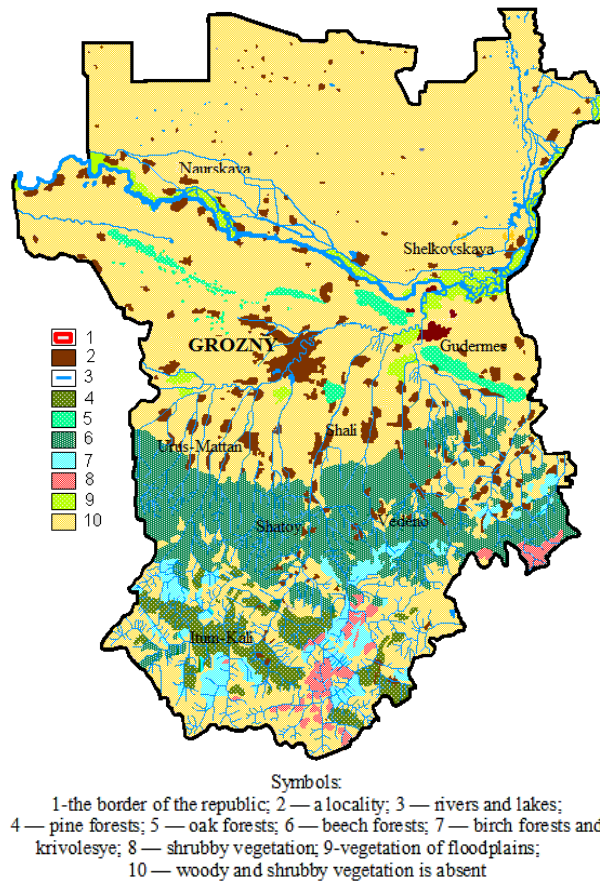 Naurskaya
Shelkovskaya
GROZNY
Gudermes
1
2
3
4
5
6
7
8
9
10
Urus-Mattan
Shali
Shatoy
Vedeno
Itum-Kali
Symbols:
1-the border of the republic; 2 — a locality; 3 — rivers and lakes;
4 — pine forests; 5 — oak forests; 6 — beech forests; 7 — birch forests and
krivolesye; 8 — shrubby vegetation; 9-vegetation of floodplains;
10 — woody and shrubby vegetation is absent